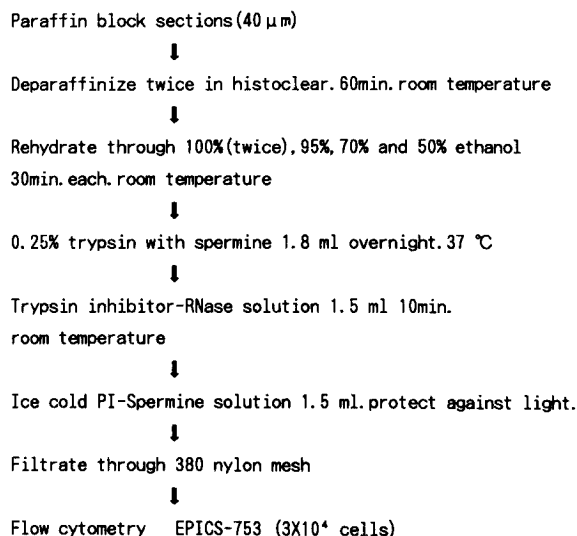 Paraffin block sections(40μm)
⬇
Deparaffinize twice in histoclear.60min.room temperature
⬇
Rehydrate through 100%(twice),95%,70% and 50% ethanol
30min.each.room temperature
⬇
0.25% trypsin with spermine 1.8 ml overnight.37 ℃
⬇
Trypsin inhibitor-RNase solution 1.5 ml 10min.
room temperature
⬇
Ice cold PI-Spermine solution 1.5 ml.protect against light.
⬇
Filtrate through 380 nylon mesh
⬇
Flow cytometry EPICS-753 (3X10⁴ cells)